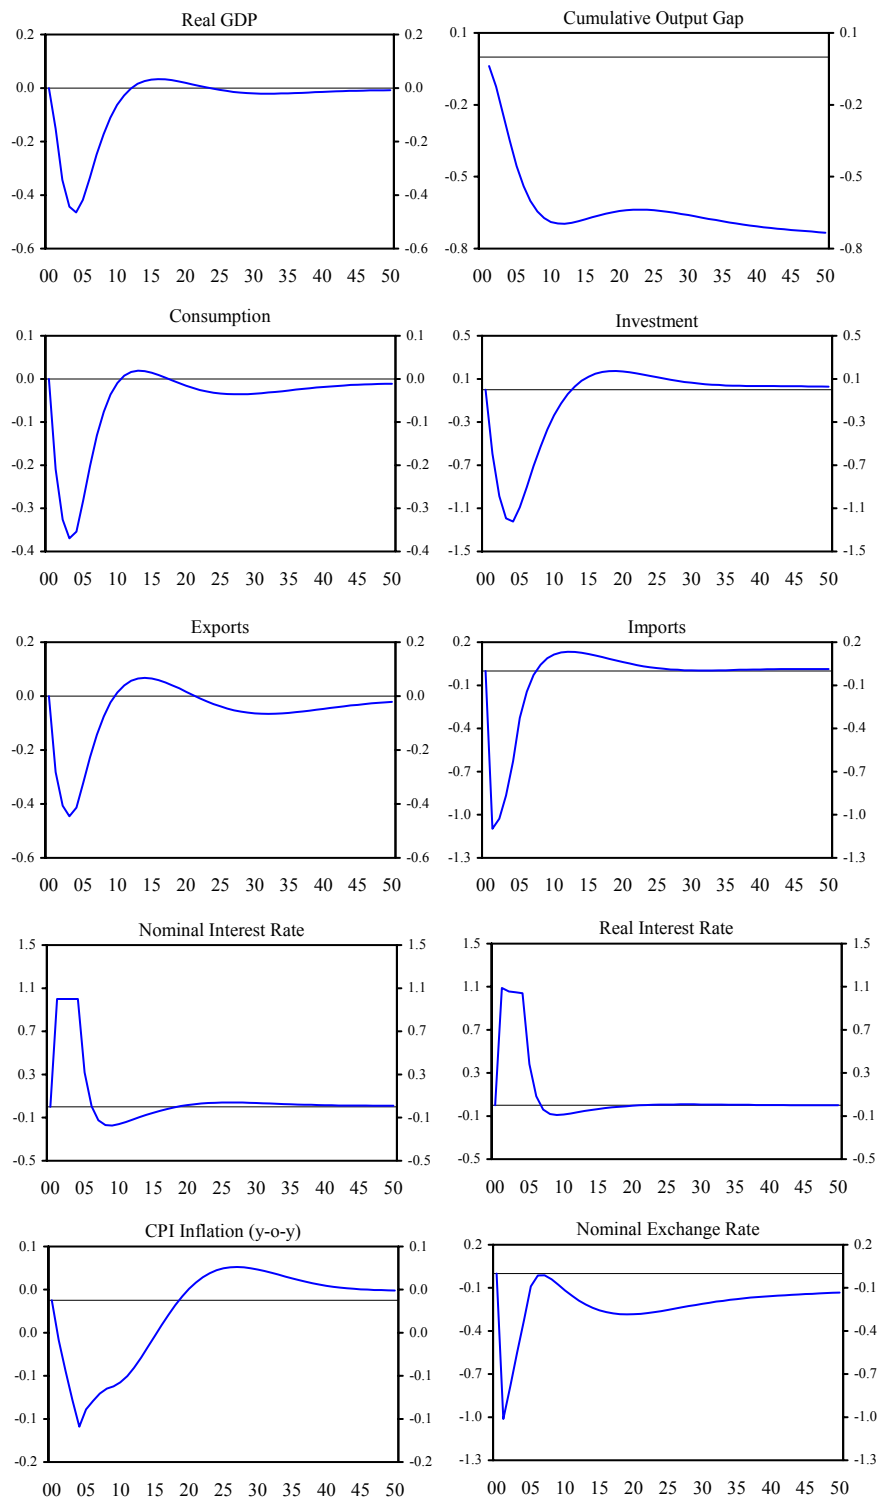 Real GDP
0.2 0.2
0.0 0.0
-0.2 -0.2
-0.4 -0.4
-0.6 -0.6
00 05 10 15 20 25 30 35 40 45 50
Cumulative Output Gap
0.1 0.1
-0.2 -0.2
-0.5 -0.5
-0.8 -0.8
00 05 10 15 20 25 30 35 40 45 50
Consumption
0.1 0.1
0.0 0.0
-0.1 -0.1
-0.2 -0.2
-0.3 -0.3
-0.4 -0.4
00 05 10 15 20 25 30 35 40 45 50
Investment
0.5 0.5
0.1 0.1
-0.3 -0.3
-0.7 -0.7
-1.1 -1.1
-1.5 -1.5
00 05 10 15 20 25 30 35 40 45 50
Exports
0.2 0.2
0.0 0.0
-0.2 -0.2
-0.4 -0.4
-0.6 -0.6
00 05 10 15 20 25 30 35 40 45 50
Imports
0.2 0.2
-0.1 -0.1
-0.4 -0.4
-0.7 -0.7
-1.0 -1.0
-1.3 -1.3
00 05 10 15 20 25 30 35 40 45 50
Nominal Interest Rate
1.5 1.5
1.1 1.1
0.7 0.7
0.3 0.3
-0.1 -0.1
-0.5 -0.5
00 05 10 15 20 25 30 35 40 45 50
Real Interest Rate
1.5 1.5
1.1 1.1
0.7 0.7
0.3 0.3
-0.1 -0.1
-0.5 -0.5
00 05 10 15 20 25 30 35 40 45 50
CPI Inflation (y-o-y)
0.1 0.1
0.0 0.0
0.0 0.0
-0.1 -0.1
-0.1 -0.1
-0.2 -0.2
00 05 10 15 20 25 30 35 40 45 50
Nominal Exchange Rate
0.2 0.2
-0.1 -0.1
-0.4 -0.4
-0.7 -0.7
-1.0 -1.0
-1.3 -1.3
00 05 10 15 20 25 30 35 40 45 50